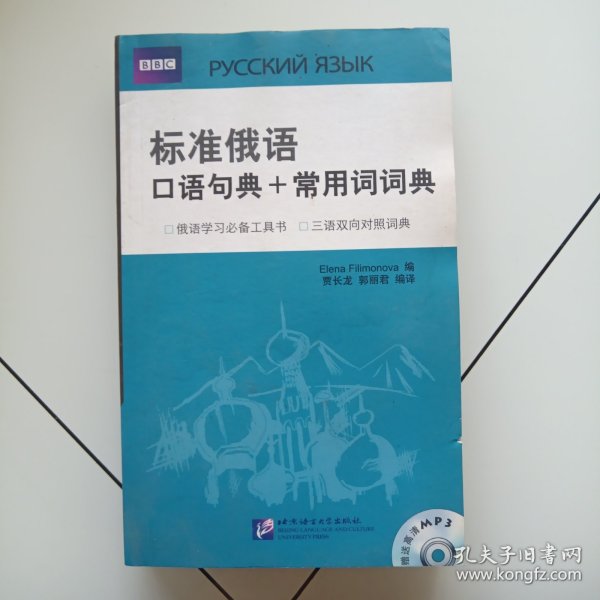 BBC
РУССКИЙ ЯЗЫК
标准俄语
口语句典＋常用词词典
□ 俄语学习必备工具书 □ 三语双向对照词典
Elena Filimonova 编
贾长龙 郭丽君 编译
北京语言大学出版社
BEIJING LANGUAGE AND CULTURE
UNIVERSITY PRESS
赠送高清MP3
孔夫子旧书网
www.kongfz.com